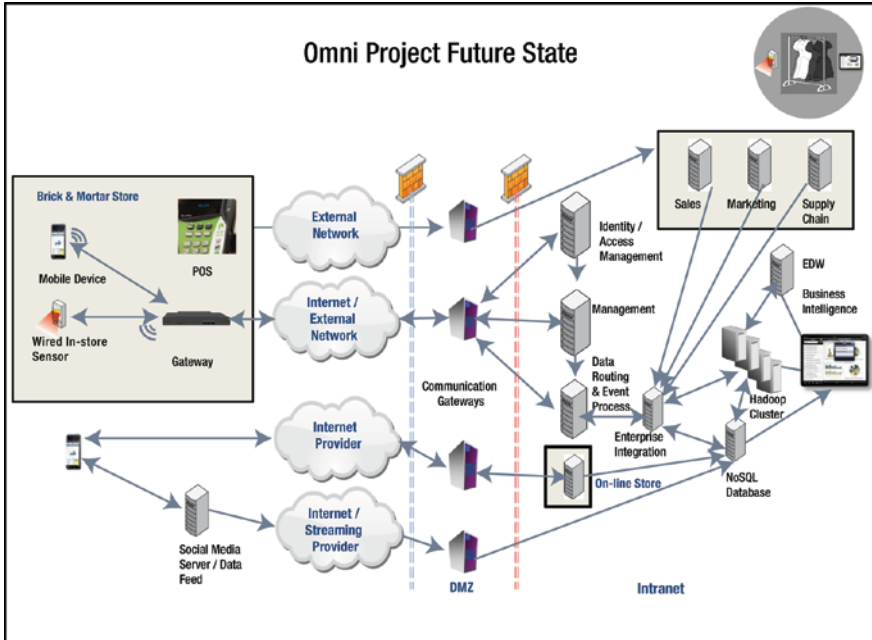 Omni Project Future State
Brick & Mortar Store
Mobile Device
POS
Wired In-store
Sensor
Gateway
External
Network
Internet /
External
Network
Internet
Provider
Internet /
Streaming
Provider
Social Media
Server / Data
Feed
Communication
Gateways
DMZ
Identity /
Access
Management
Management
Data
Routing
& Event
Process
Enterprise
Integration
On-line Store
Sales
Marketing
Supply
Chain
EDW
Business
Intelligence
Hadoop
Cluster
NoSQL
Database
Intranet